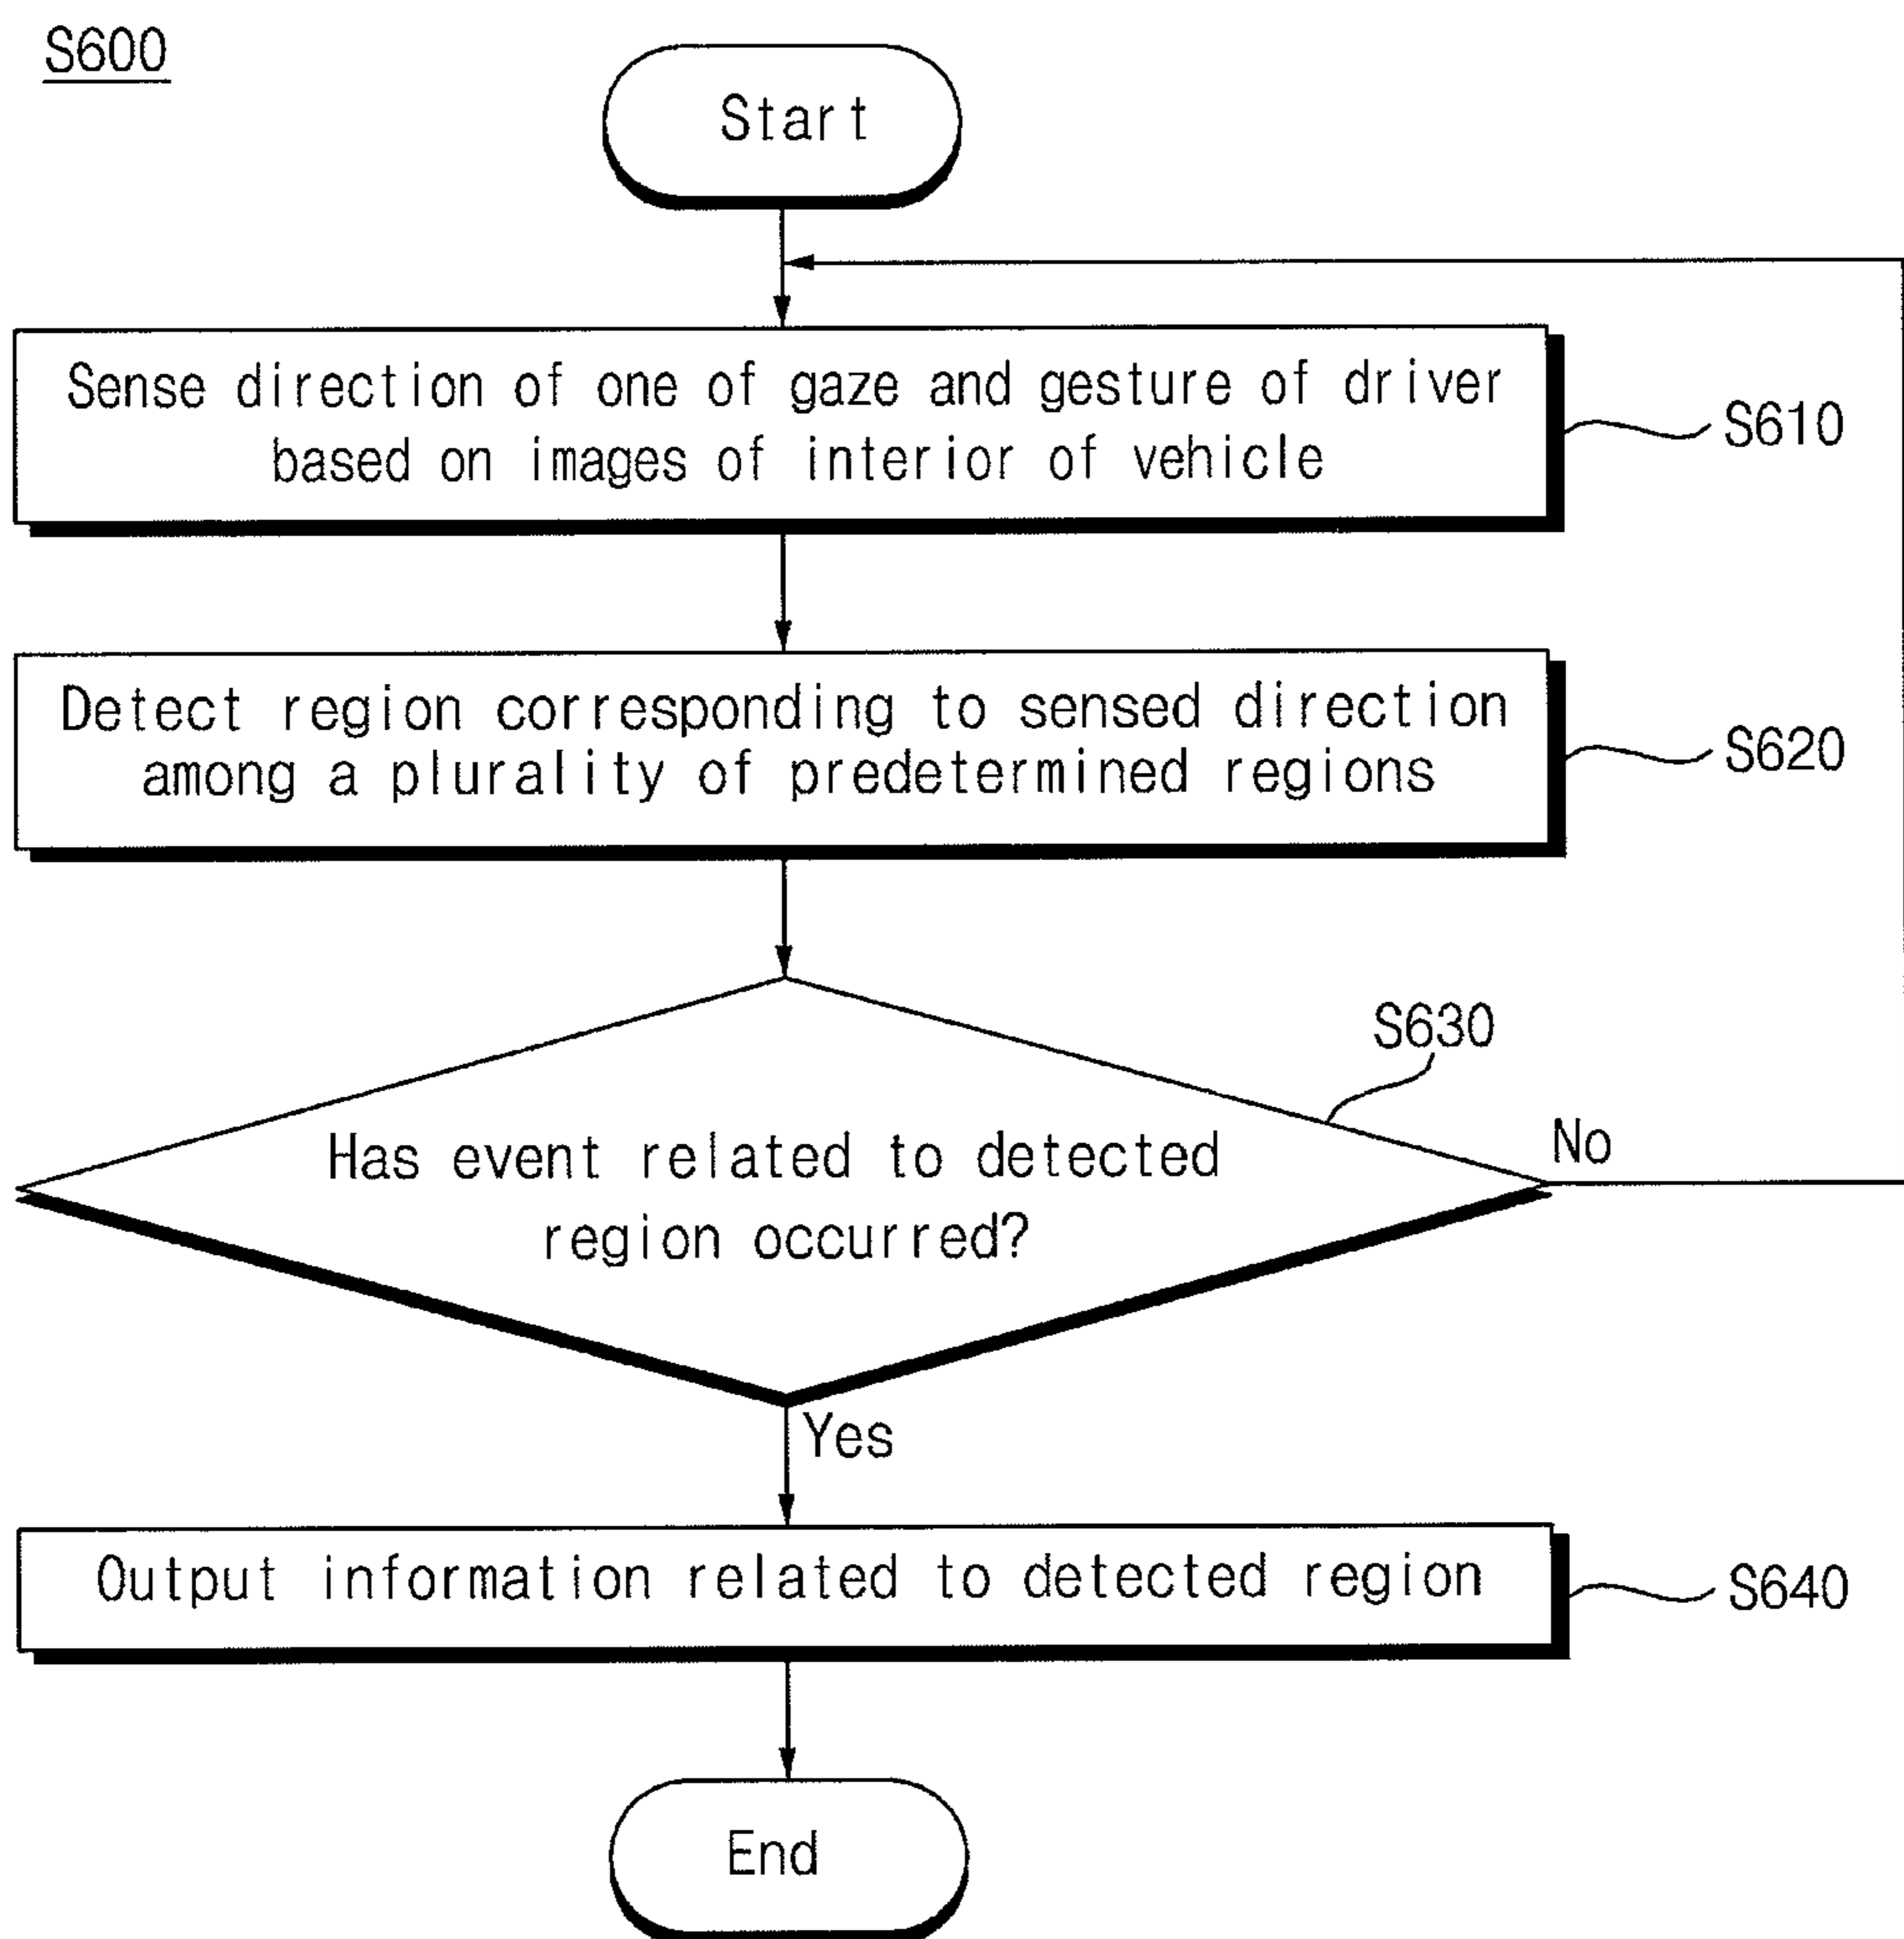 S600
Start
Sense direction of one of gaze and gesture of driver
based on images of interior of vehicle
S610
Detect region corresponding to sensed direction
among a plurality of predetermined regions
S620
S630
Has event related to detected
region occurred?
No
Yes
Output information related to detected region
S640
End